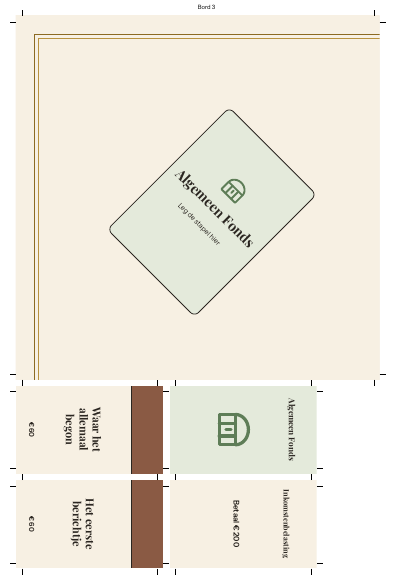 Bord 3
Algemeen Fonds
Leg de stapel hier
Waar het
allemaal
begon
€ 60
Algemeen Fonds
Het eerste
berichtje
€ 60
Inkomstenbelasting
Betaal € 200